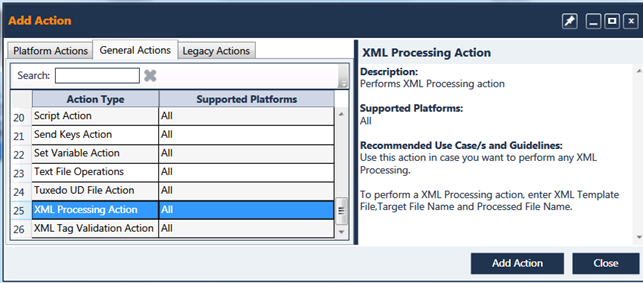 Add Action
Platform Actions General Actions Legacy Actions
Search:
Action Type Supported Platforms
20 Script Action All
21 Send Keys Action All
22 Set Variable Action All
23 Text File Operations All
24 Tuxedo UD File Action All
25 XML Processing Action All
26 XML Tag Validation Action All
XML Processing Action
Description:
Performs XML Processing action
Supported Platforms:
All
Recommended Use Case/s and Guidelines:
Use this action in case you want to perform any XML
Processing.
To perform a XML Processing action, enter XML Template
File,Target File Name and Processed File Name.
Add Action Close